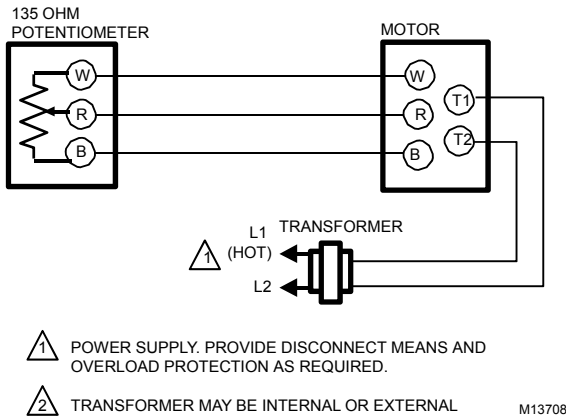 135 OHM
POTENTIOMETER
MOTOR
W
R
B
W
R
B
T1
T2
TRANSFORMER
L1
(HOT)
L2
1
1 POWER SUPPLY. PROVIDE DISCONNECT MEANS AND
OVERLOAD PROTECTION AS REQUIRED.
2 TRANSFORMER MAY BE INTERNAL OR EXTERNAL
M13708